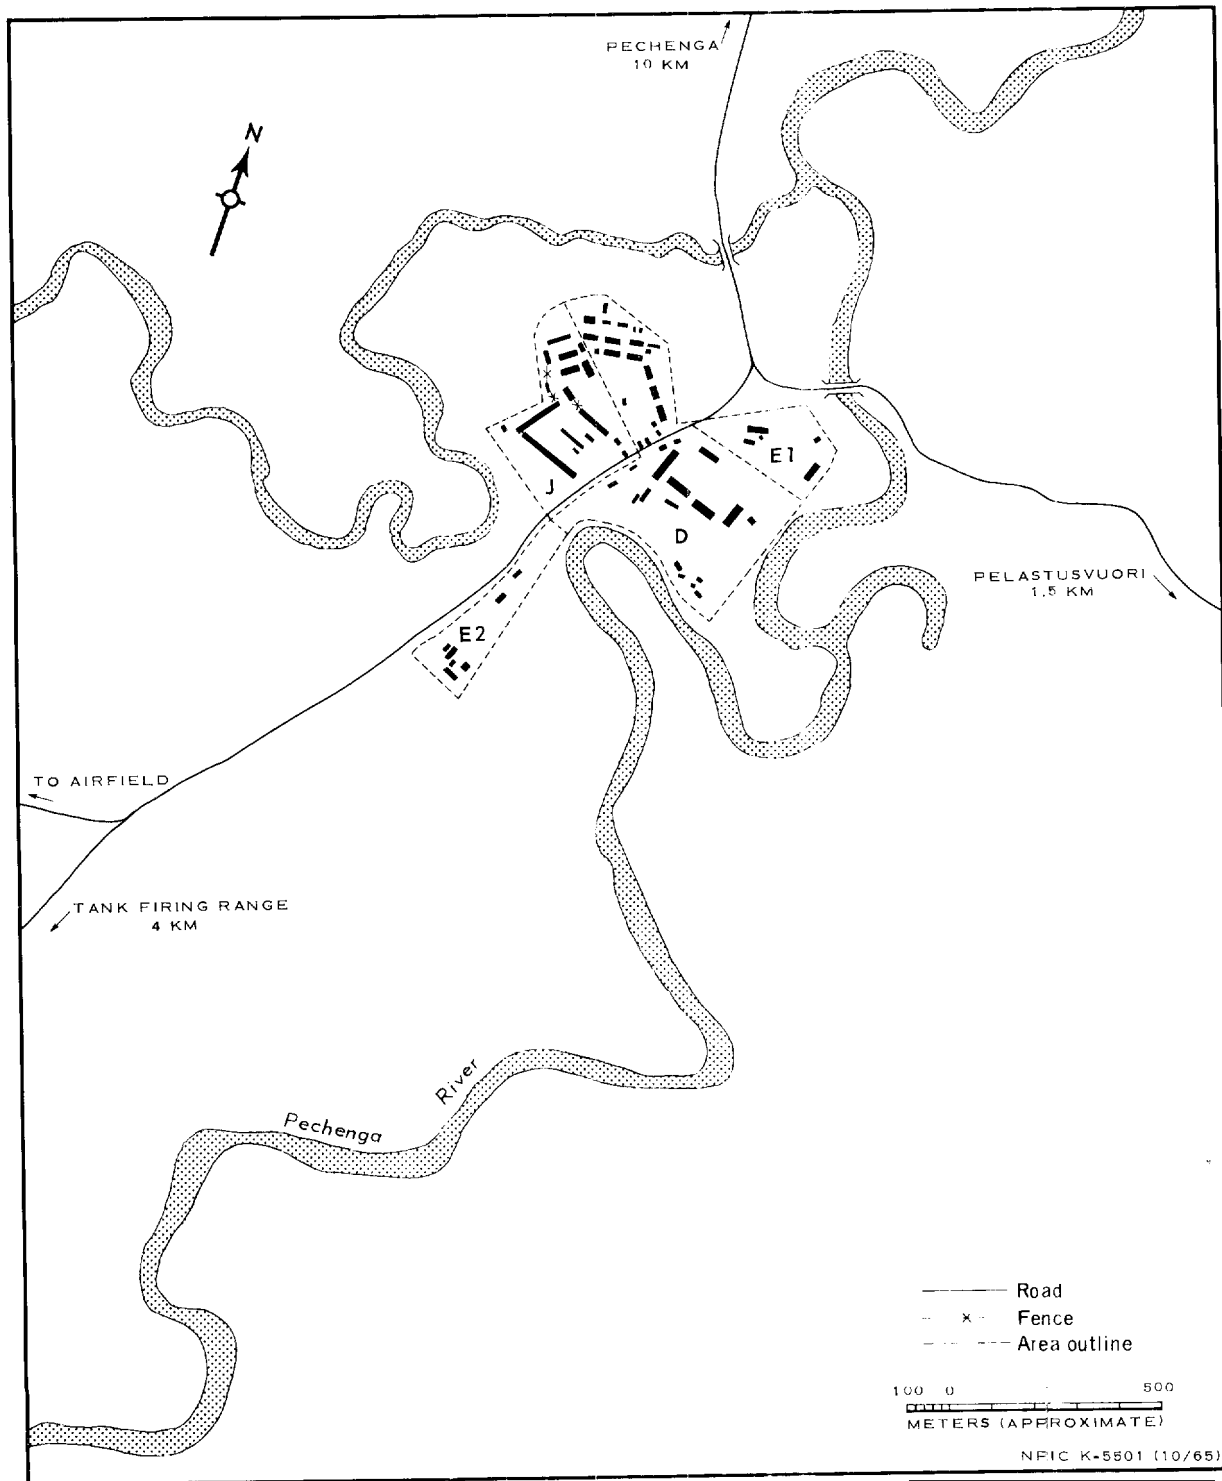 PECHENGA
10 KM
N
E1
J
D
PELASTUSVUORI
1.5 KM
E2
TO AIRFIELD
TANK FIRING RANGE
4 KM
River
Pechenga
Road
Fence
Area outline
100 0 500
METERS (APPROXIMATE)
NPIC K-5501 (10/65)